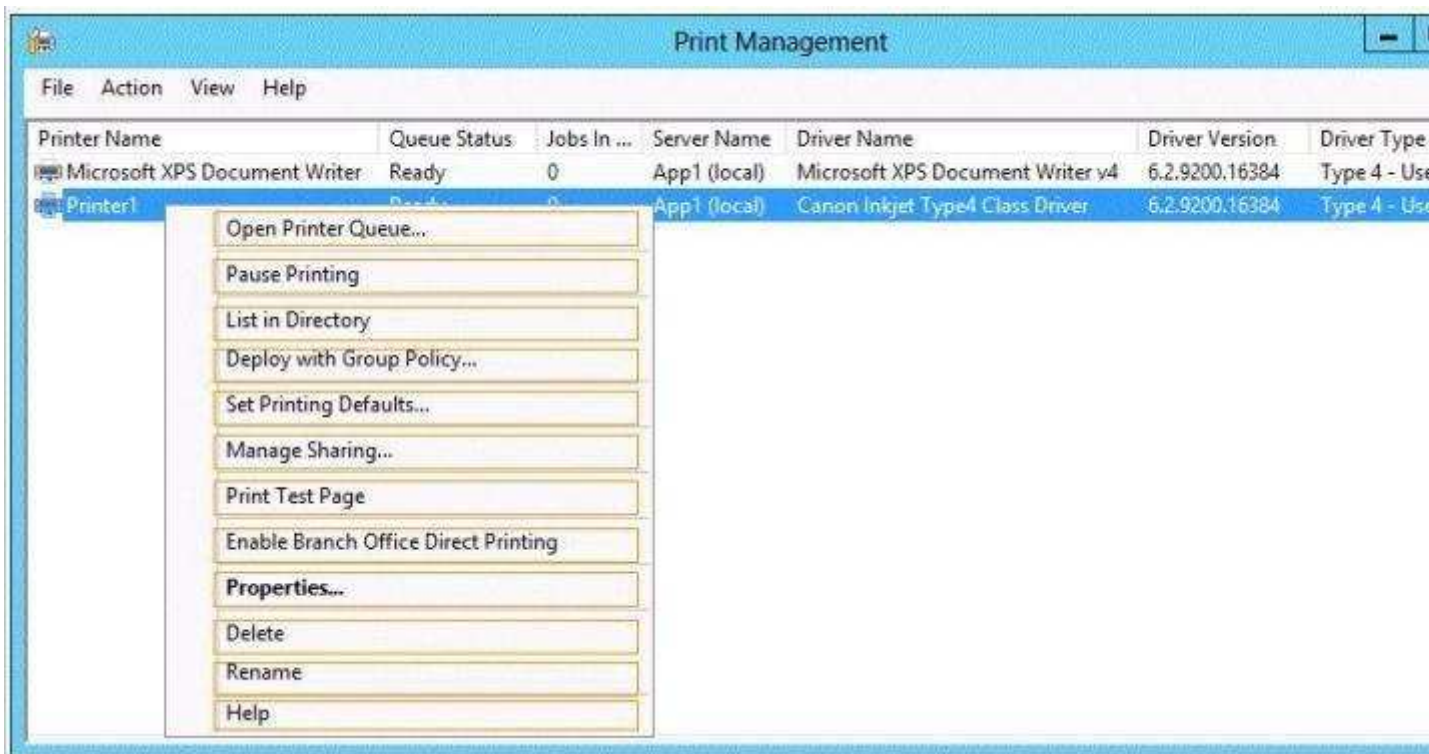 Print Management
File Action View Help
Printer Name Queue Status Jobs In ... Server Name Driver Name Driver Version Driver Type
Microsoft XPS Document Writer Ready 0 App1 (local) Microsoft XPS Document Writer v4 6.2.9200.16384 Type 4 - Use
Printer1 Ready 0 App1 (local) Canon Inkjet Type4 Class Driver 6.2.9200.16384 Type 4 - Use
Open Printer Queue...
Pause Printing
List in Directory
Deploy with Group Policy...
Set Printing Defaults...
Manage Sharing...
Print Test Page
Enable Branch Office Direct Printing
Properties...
Delete
Rename
Help